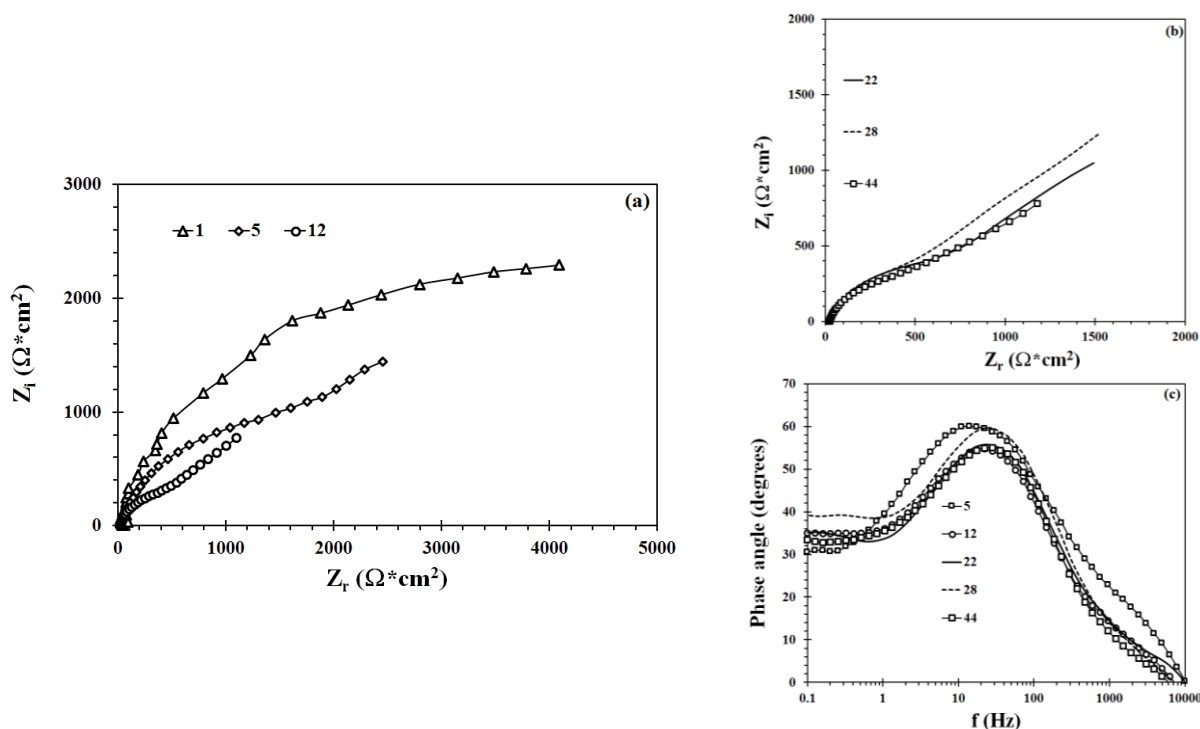 (a)
1 5 12
3000
2000
1000
0
0 1000 2000 3000 4000 5000
Zᵢ (Ω*cm²)
Zᵣ (Ω*cm²)
(b)
22
28
44
2000
1500
1000
500
0
0 500 1000 1500 2000
Zᵢ (Ω*cm²)
Zᵣ (Ω*cm²)
(c)
5
12
22
28
44
70
60
50
40
30
20
10
0
0.1 1 10 100 1000 10000
Phase angle (degrees)
f (Hz)